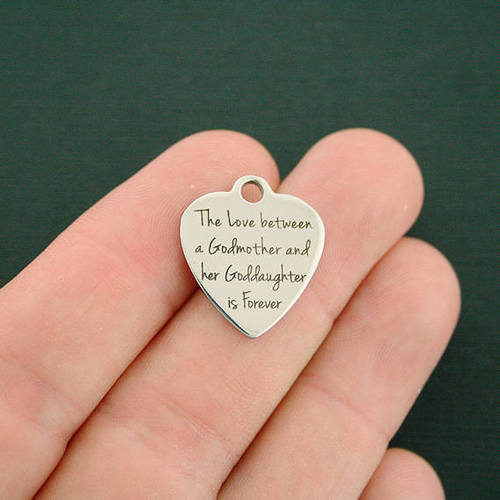 The Love between
a Godmother and
her Goddaughter
is Forever